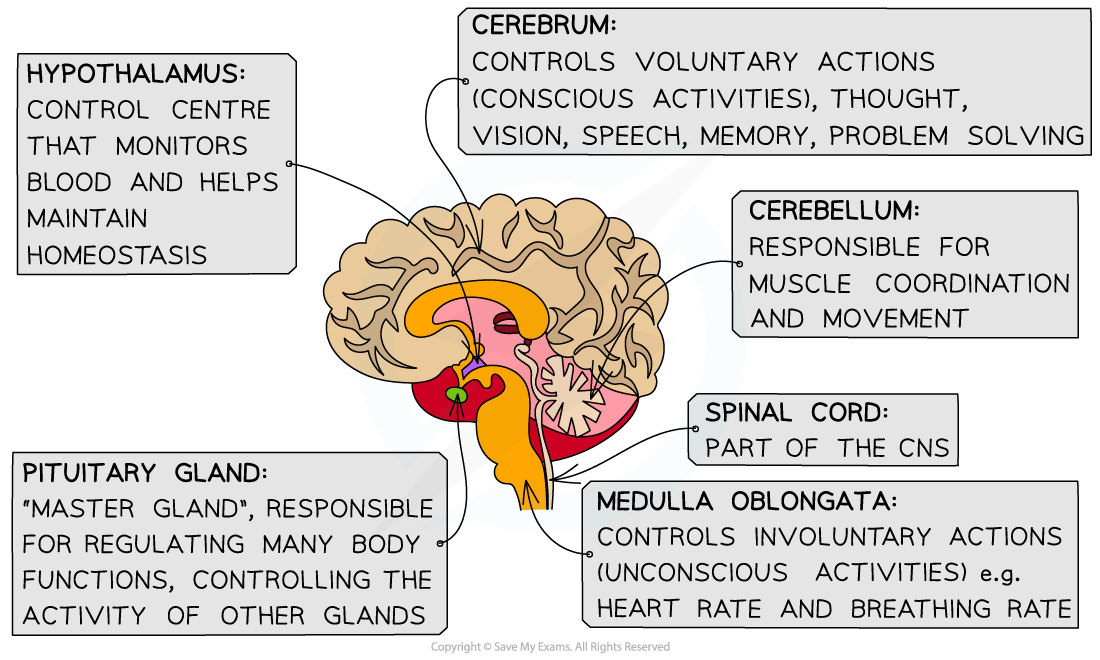 HYPOTHALAMUS:
CONTROL CENTRE
THAT MONITORS
BLOOD AND HELPS
MAINTAIN
HOMEOSTASIS
CEREBRUM:
CONTROLS VOLUNTARY ACTIONS
(CONSCIOUS ACTIVITIES), THOUGHT,
VISION, SPEECH, MEMORY, PROBLEM SOLVING
CEREBELLUM:
RESPONSIBLE FOR
MUSCLE COORDINATION
AND MOVEMENT
SPINAL CORD:
PART OF THE CNS
PITUITARY GLAND:
"MASTER GLAND", RESPONSIBLE
FOR REGULATING MANY BODY
FUNCTIONS, CONTROLLING THE
ACTIVITY OF OTHER GLANDS
MEDULLA OBLONGATA:
CONTROLS INVOLUNTARY ACTIONS
(UNCONSCIOUS ACTIVITIES) e.g.
HEART RATE AND BREATHING RATE
Copyright © Save My Exams. All Rights Reserved